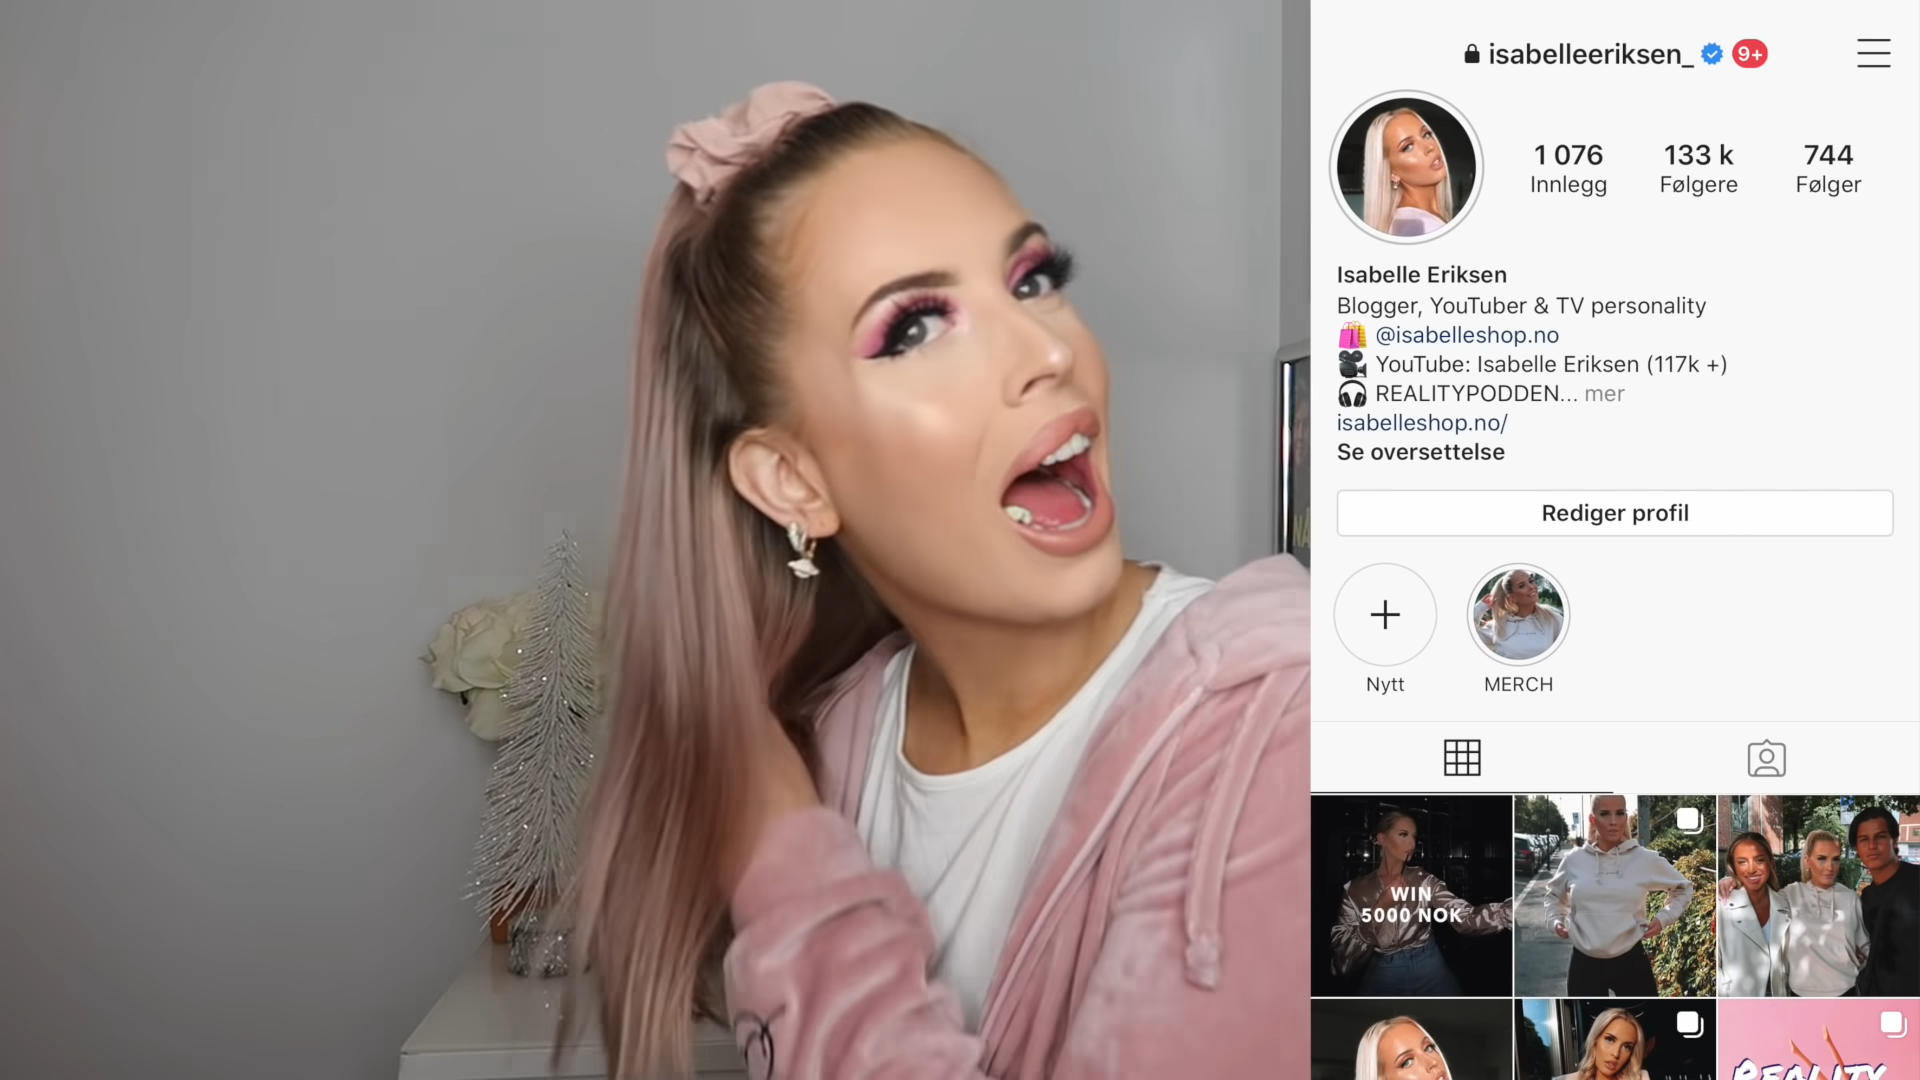 isabelleeriksen_ 9+
1 076 133 k 744
Innlegg Følgere Følger
Isabelle Eriksen
Blogger, YouTuber & TV personality
@isabelleshop.no
YouTube: Isabelle Eriksen (117k +)
REALITYPODDEN... mer
isabelleshop.no/
Se oversettelse
Rediger profil
Nytt MERCH
WIN
5000 NOK
REALITY